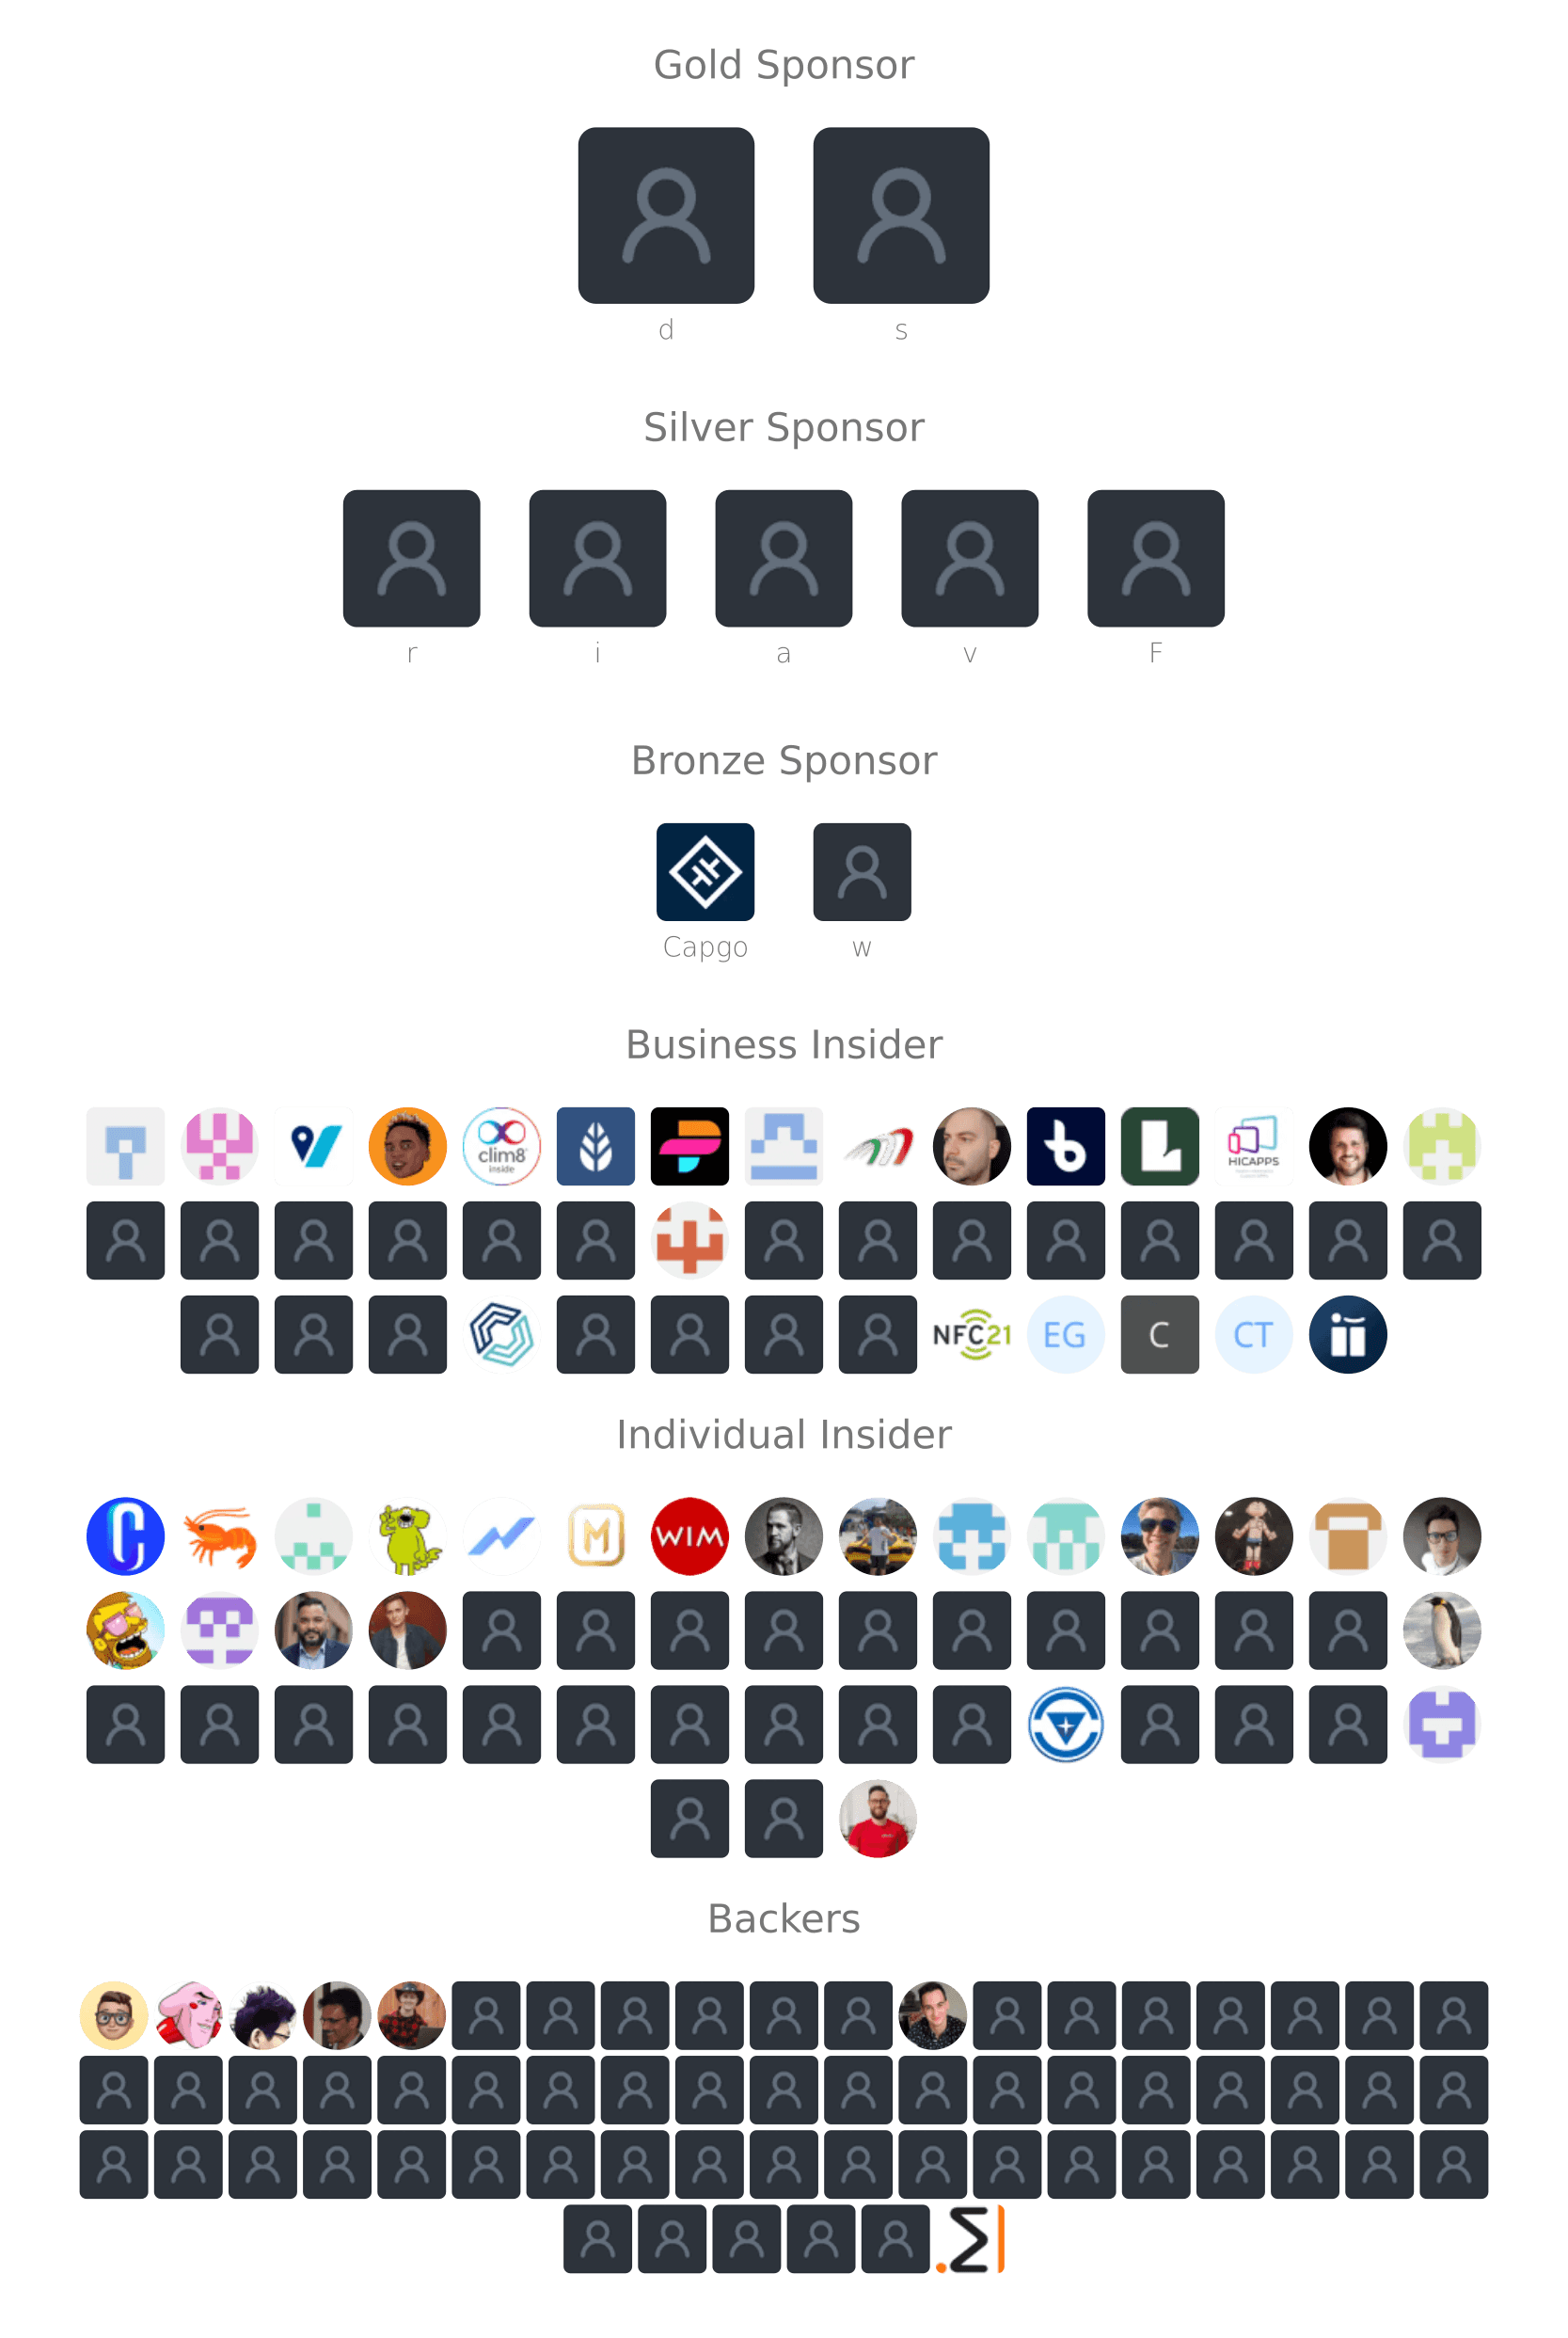 Gold Sponsor
d s
Silver Sponsor
r i a v F
Bronze Sponsor
Capgo w
Business Insider
clim8
inside
HICAPPS
NFC21 EG C CT
Individual Insider
C M WIM
Backers